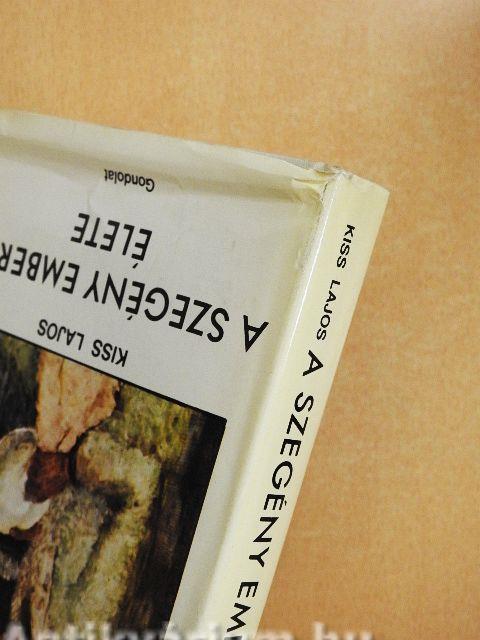 KISS LAJOS
A SZEGÉNY EMBER
ÉLETE
Gondolat
KISS LAJOS A SZEGÉNY EM